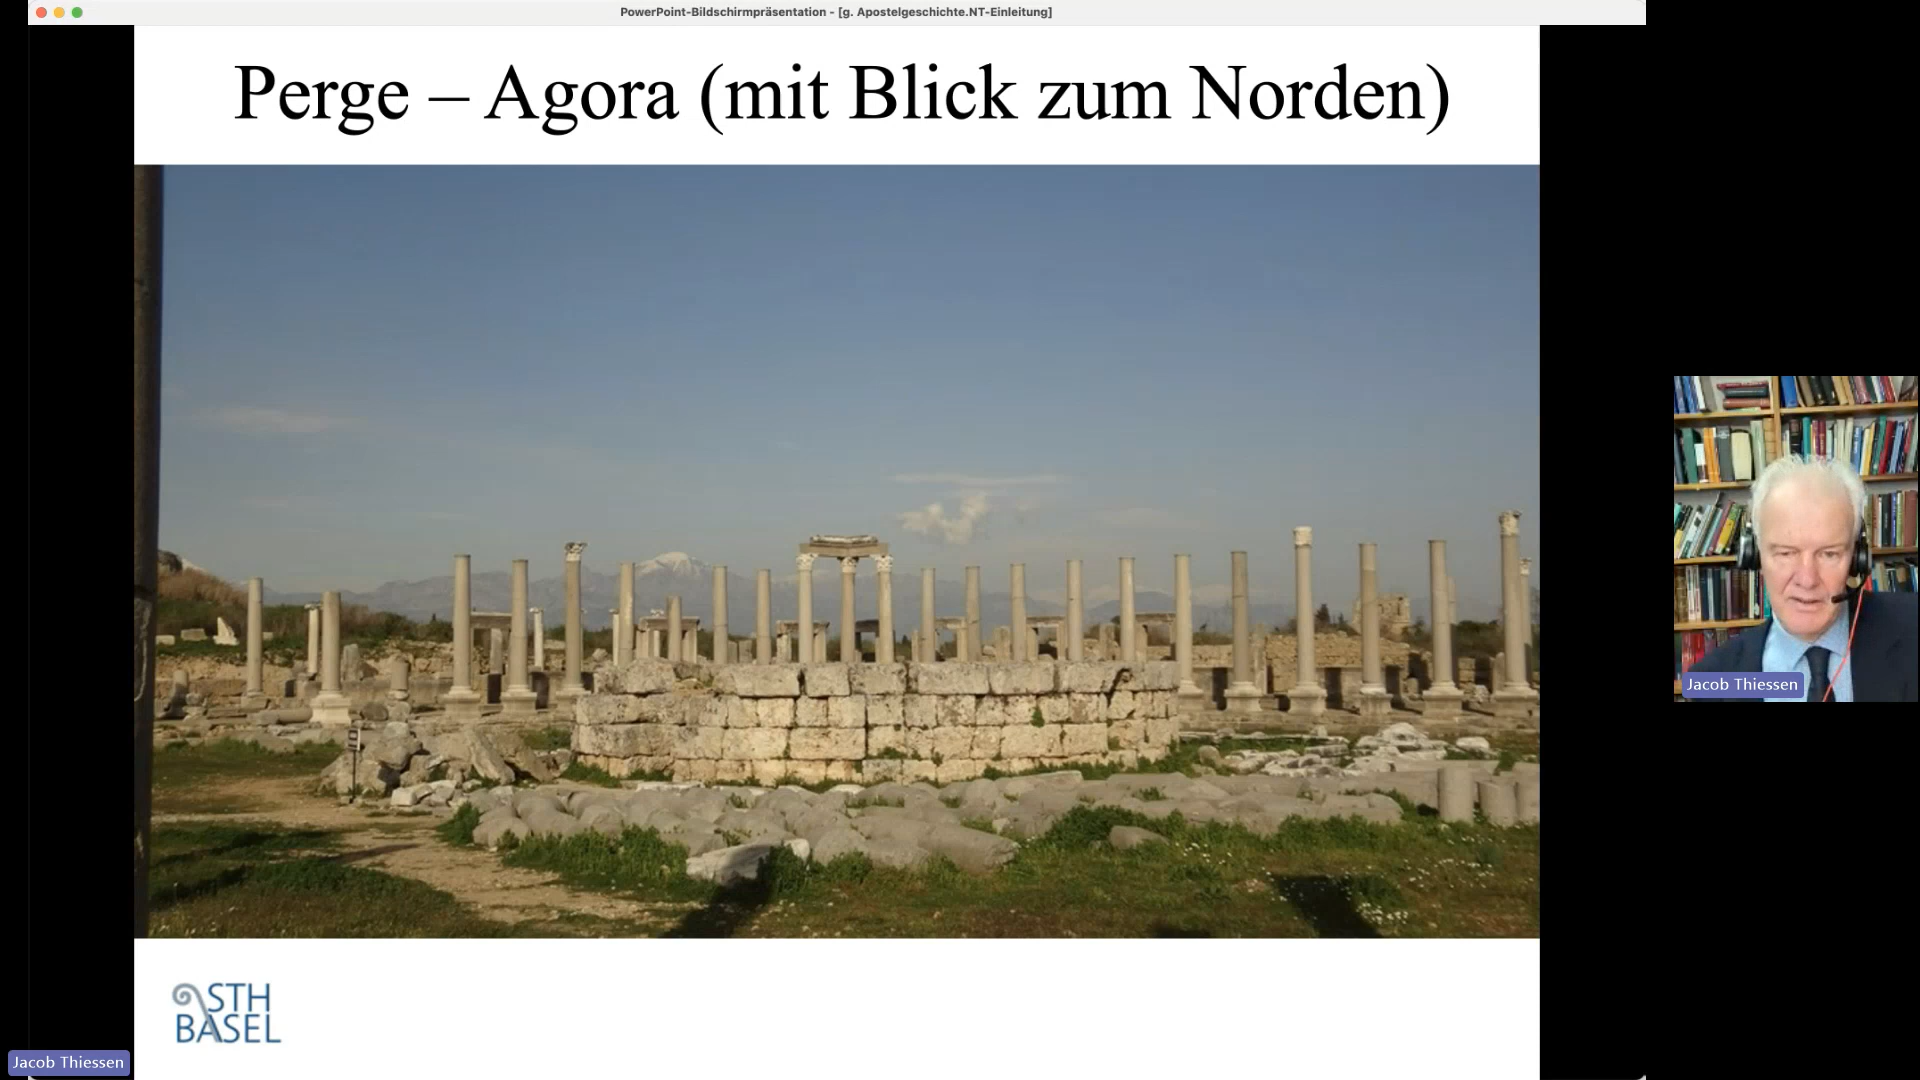 PowerPoint-Bildschirmpräsentation - [g. Apostelgeschichte.NT-Einleitung]
Perge – Agora (mit Blick zum Norden)
Jacob Thiessen
STH
BASEL
Jacob Thiessen